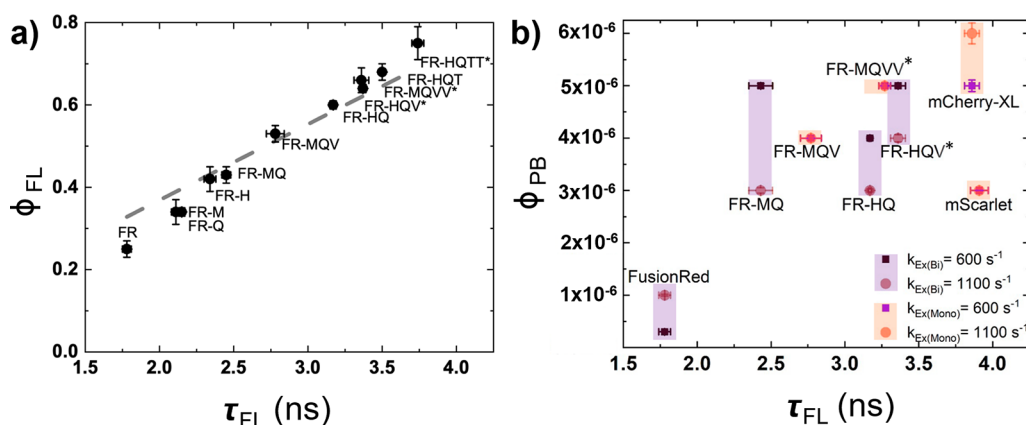 a)
ϕFL
0.8
0.6
0.4
0.2
0.0
FR-HQTT*
FR-HQT
FR-MQVV*
FR-HQV*
FR-HQ
FR-MQV
FR-MQ
FR-H
FR-M
FR-Q
FR
1.5 2.0 2.5 3.0 3.5 4.0
τFL (ns)
b)
ϕPB
6x10-6
5x10-6
4x10-6
3x10-6
2x10-6
1x10-6
FR-MQVV*
mCherry-XL
FR-MQV
FR-HQV*
FR-MQ
FR-HQ
mScarlet
FusionRed
kEx(Bi)= 600 s-1
kEx(Bi)= 1100 s-1
kEx(Mono)= 600 s-1
kEx(Mono)= 1100 s-1
1.5 2.0 2.5 3.0 3.5 4.0
τFL (ns)